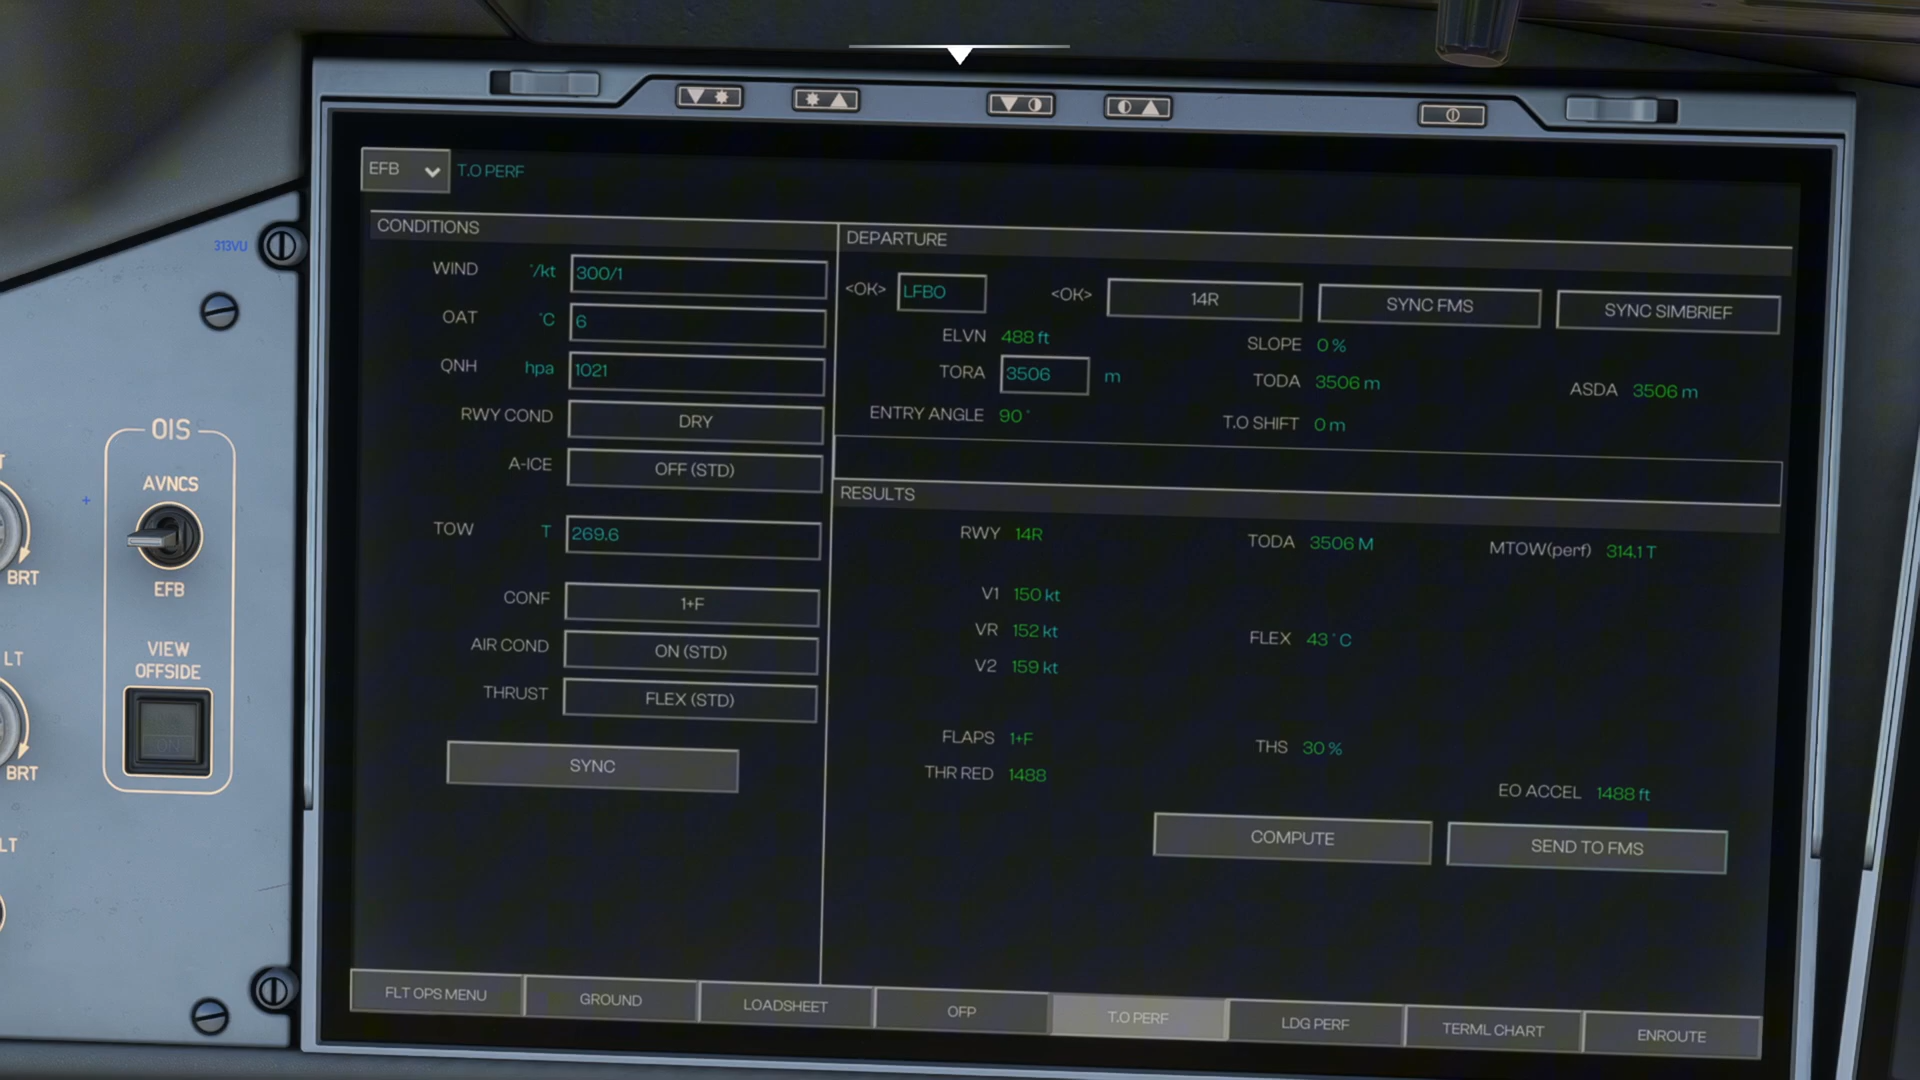 EFB
T.O PERF
CONDITIONS
WIND °/kt 300/1
OAT °C 6
QNH hpa 1021
RWY COND DRY
A-ICE OFF (STD)
TOW T 269.6
CONF 1+F
AIR COND ON (STD)
THRUST FLEX (STD)
SYNC
DEPARTURE
<OK> LFBO <OK> 14R SYNC FMS SYNC SIMBRIEF
ELVN 488 ft SLOPE 0 %
TORA 3506 m TODA 3506 m ASDA 3506 m
ENTRY ANGLE 90 ° T.O SHIFT 0 m
RESULTS
RWY 14R TODA 3506 M MTOW(perf) 314.1 T
V1 150 kt
VR 152 kt FLEX 43 °C
V2 159 kt
FLAPS 1+F THS 30 %
THR RED 1488
EO ACCEL 1488 ft
COMPUTE SEND TO FMS
FLT OPS MENU GROUND LOADSHEET OFP T.O PERF LDG PERF TERML CHART ENROUTE
313VU
OIS
AVNCS
EFB
VIEW
OFFSIDE
ON
BRT
LT
BRT
LT